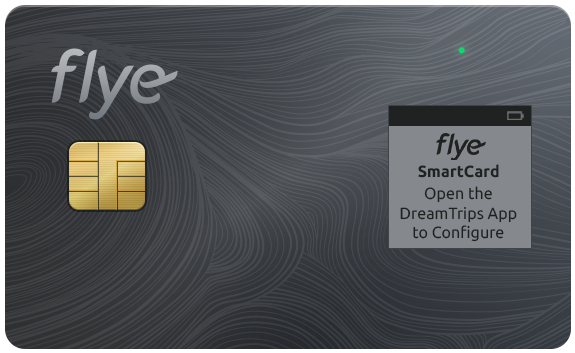 flye
flye
SmartCard
Open the
DreamTrips App
to Configure